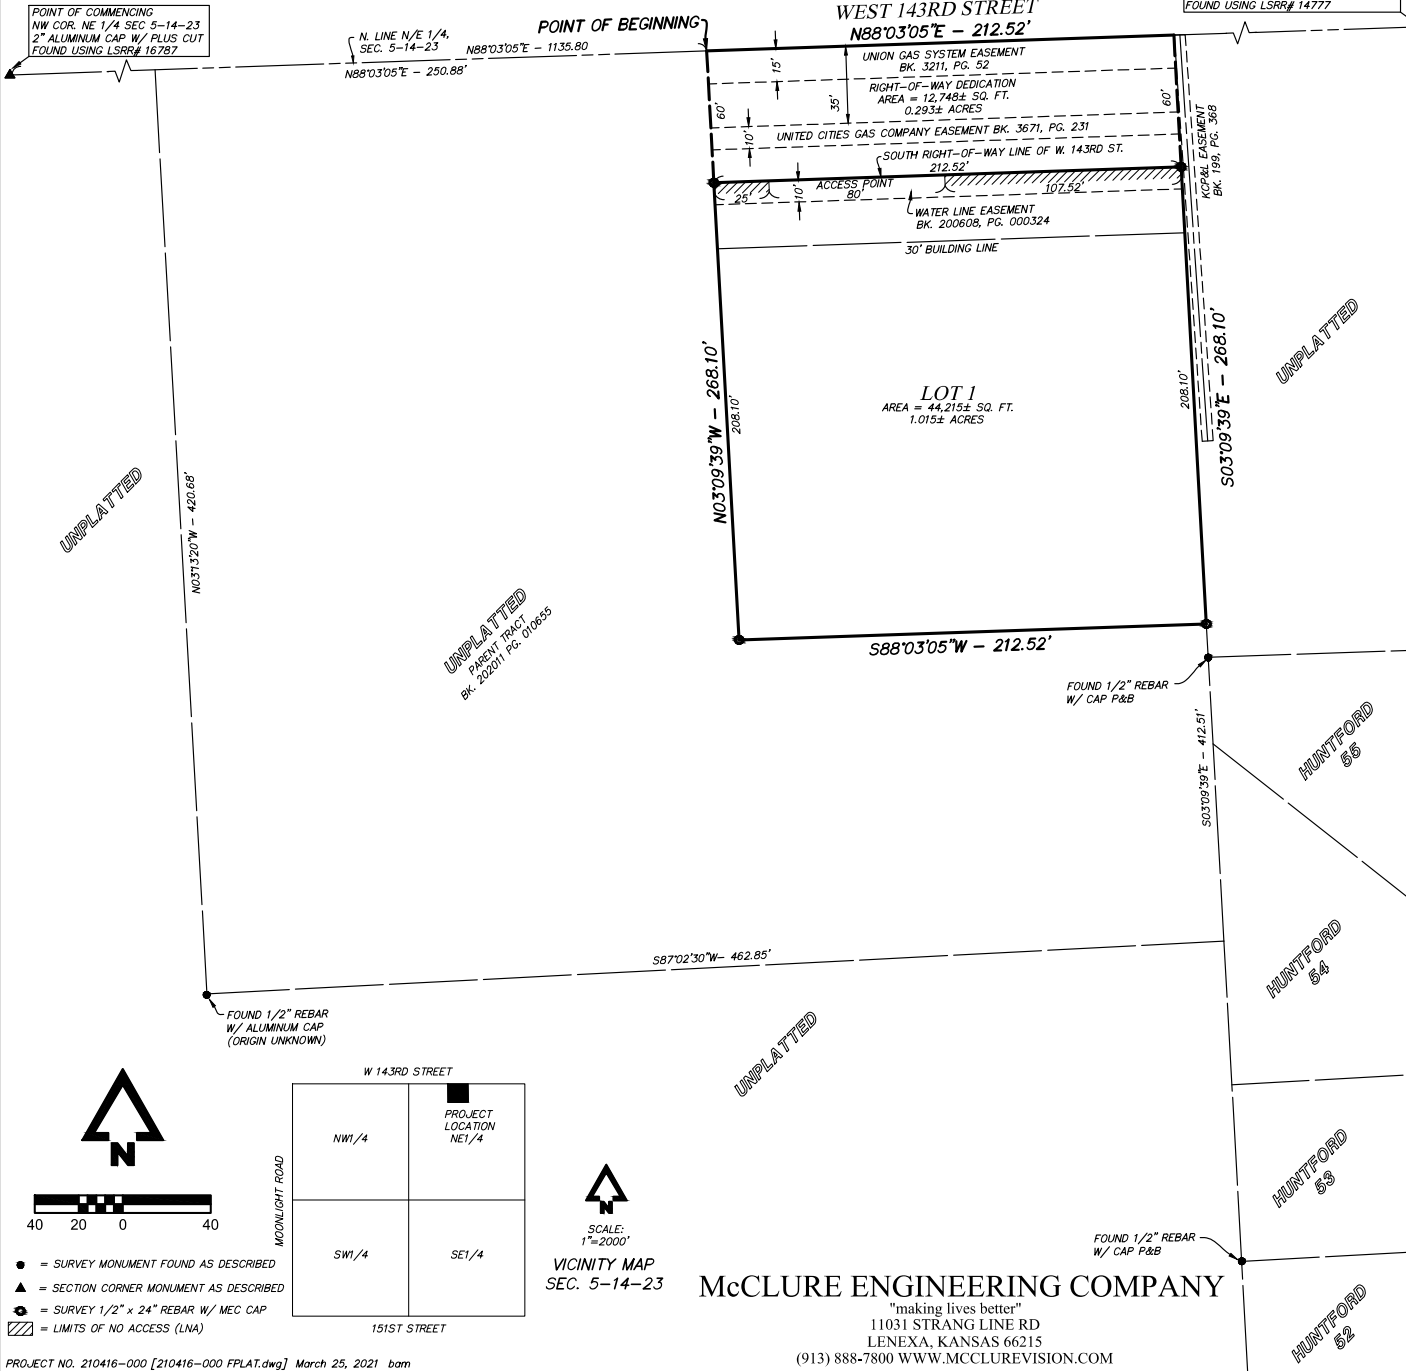 POINT OF COMMENCING
NW COR. NE 1/4 SEC 5-14-23
2" ALUMINUM CAP W/ PLUS CUT
FOUND USING LSRR# 16787
N. LINE N/E 1/4,
SEC. 5-14-23
N88°03'05"E - 1135.80
N88°03'05"E - 250.88'
POINT OF BEGINNING
WEST 143RD STREET
N88°03'05"E - 212.52'
FOUND USING LSRR# 14777
UNION GAS SYSTEM EASEMENT
BK. 3211, PG. 52
15'
RIGHT-OF-WAY DEDICATION
AREA = 12,748± SQ. FT.
0.293± ACRES
35'
60'
60'
UNITED CITIES GAS COMPANY EASEMENT BK. 3671, PG. 231
10'
SOUTH RIGHT-OF-WAY LINE OF W. 143RD ST.
212.52'
ACCESS POINT
80'
25'
10'
107.52'
WATER LINE EASEMENT
BK. 200608, PG. 000324
30' BUILDING LINE
KCP&L EASEMENT
BK. 199, PG. 368
UNPLATTED
N03°09'39"W - 268.10'
208.10'
LOT 1
AREA = 44,215± SQ. FT.
1.015± ACRES
208.10'
S03°09'39"E - 268.10'
UNPLATTED
N03°13'20"W - 420.68'
UNPLATTED
PARENT TRACT
BK. 202011 PG. 010655
S88°03'05"W - 212.52'
FOUND 1/2" REBAR
W/ CAP P&B
S03°09'39"E - 412.51'
HUNTFORD
55
S87°02'30"W- 462.85'
HUNTFORD
54
FOUND 1/2" REBAR
W/ ALUMINUM CAP
(ORIGIN UNKNOWN)
UNPLATTED
N
40 20 0 40
W 143RD STREET
PROJECT
LOCATION
NW1/4
NE1/4
MOONLIGHT ROAD
SW1/4
SE1/4
151ST STREET
N
SCALE:
1"=2000'
VICINITY MAP
SEC. 5-14-23
HUNTFORD
53
FOUND 1/2" REBAR
W/ CAP P&B
HUNTFORD
52
= SURVEY MONUMENT FOUND AS DESCRIBED
= SECTION CORNER MONUMENT AS DESCRIBED
= SURVEY 1/2" x 24" REBAR W/ MEC CAP
= LIMITS OF NO ACCESS (LNA)
McCLURE ENGINEERING COMPANY
"making lives better"
11031 STRANG LINE RD
LENEXA, KANSAS 66215
(913) 888-7800 WWW.MCCLUREVISION.COM
PROJECT NO. 210416-000 [210416-000 FPLAT.dwg] March 25, 2021 bam